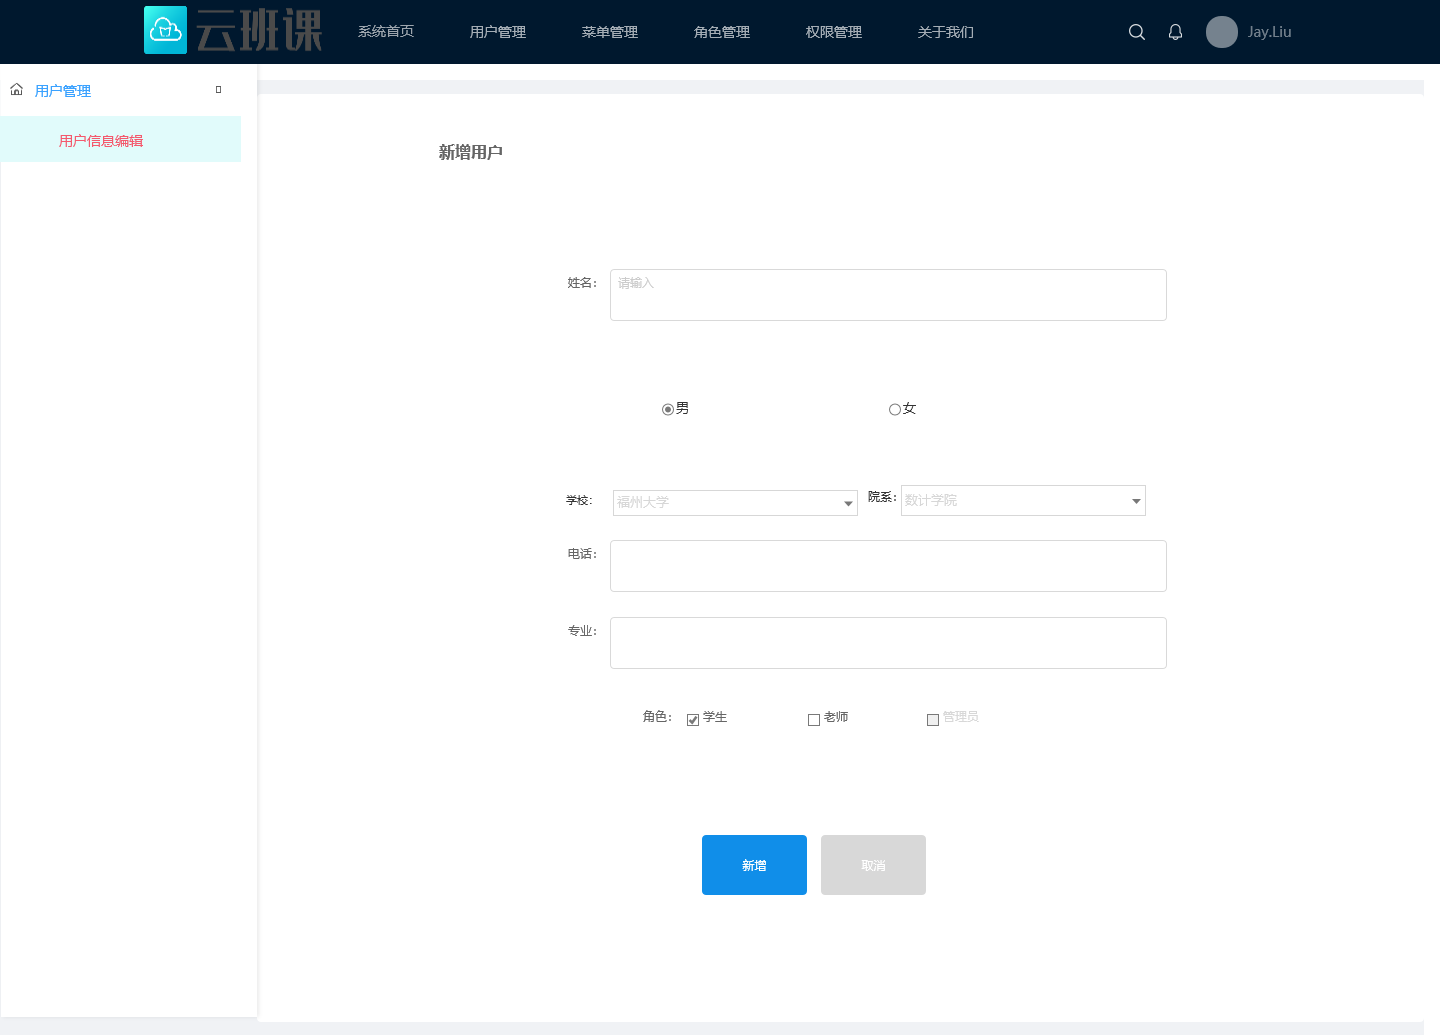 云班课
系统首页 用户管理 菜单管理 角色管理 权限管理 关于我们 Jay.Liu
用户管理
用户信息编辑
新增用户
姓名： 请输入
男 女
学校： 福州大学 院系： 数计学院
电话：
专业：
角色： 学生 老师 管理员
新增 取消